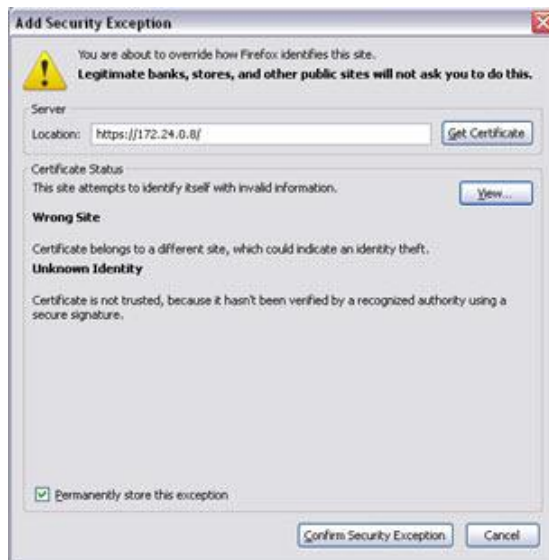 Add Security Exception
You are about to override how Firefox identifies this site.
Legitimate banks, stores, and other public sites will not ask you to do this.
Server
Location: https://172.24.0.8/ Get Certificate
Certificate Status
This site attempts to identify itself with invalid information.
View...
Wrong Site
Certificate belongs to a different site, which could indicate an identity theft.
Unknown Identity
Certificate is not trusted, because it hasn't been verified by a recognized authority using a
secure signature.
Permanently store this exception
Confirm Security Exception Cancel